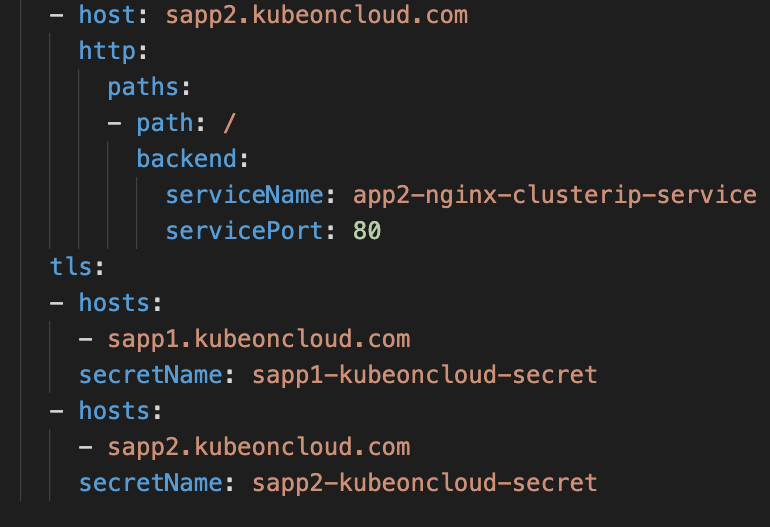 - host: sapp2.kubeoncloud.com
  http:
    paths:
    - path: /
      backend:
        serviceName: app2-nginx-clusterip-service
        servicePort: 80
tls:
- hosts:
  - sapp1.kubeoncloud.com
  secretName: sapp1-kubeoncloud-secret
- hosts:
  - sapp2.kubeoncloud.com
  secretName: sapp2-kubeoncloud-secret